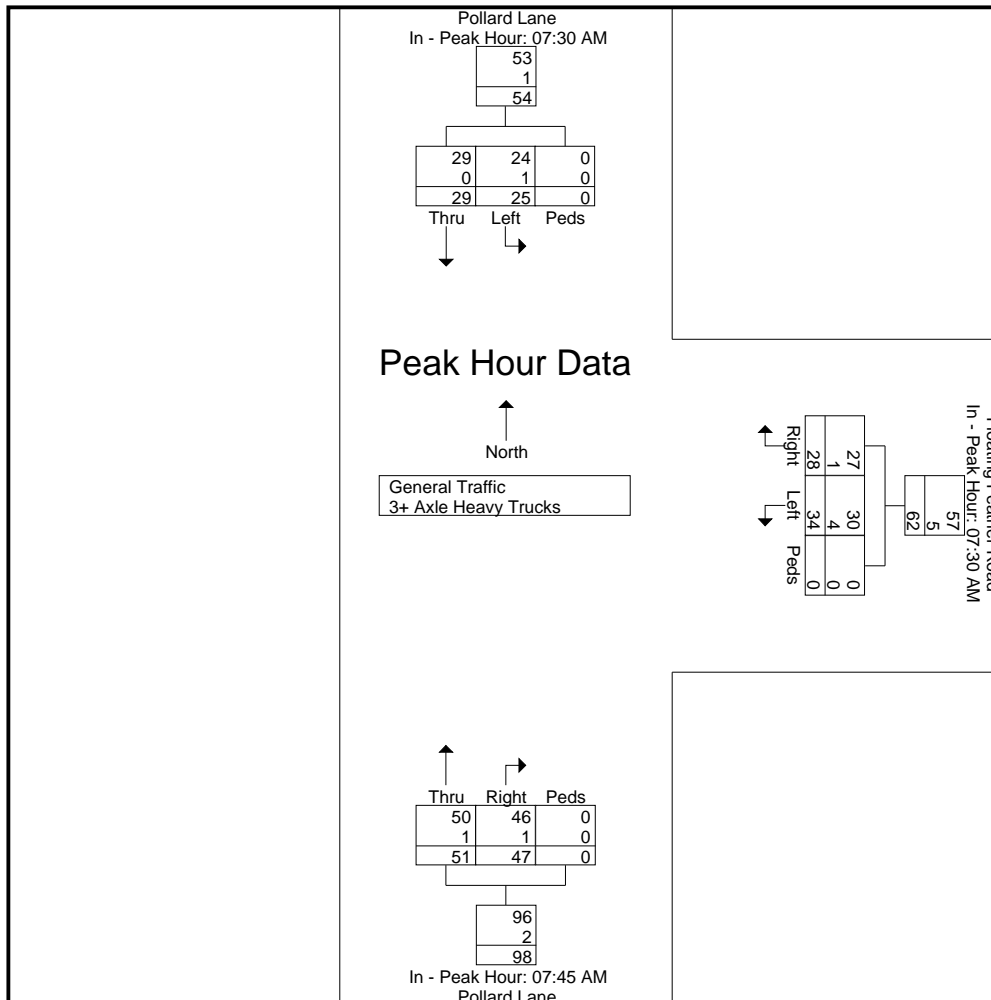 Pollard Lane
In - Peak Hour: 07:30 AM
53
1
54
29 24 0
0 1 0
29 25 0
Thru Left Peds
Peak Hour Data
North
General Traffic
3+ Axle Heavy Trucks
Right Left Peds
27 30 0
1 4 0
28 34 0
57
5
62
In - Peak Hour: 07:30 AM
Thru Right Peds
50 46 0
1 1 0
51 47 0
96
2
98
In - Peak Hour: 07:45 AM
Pollard Lane